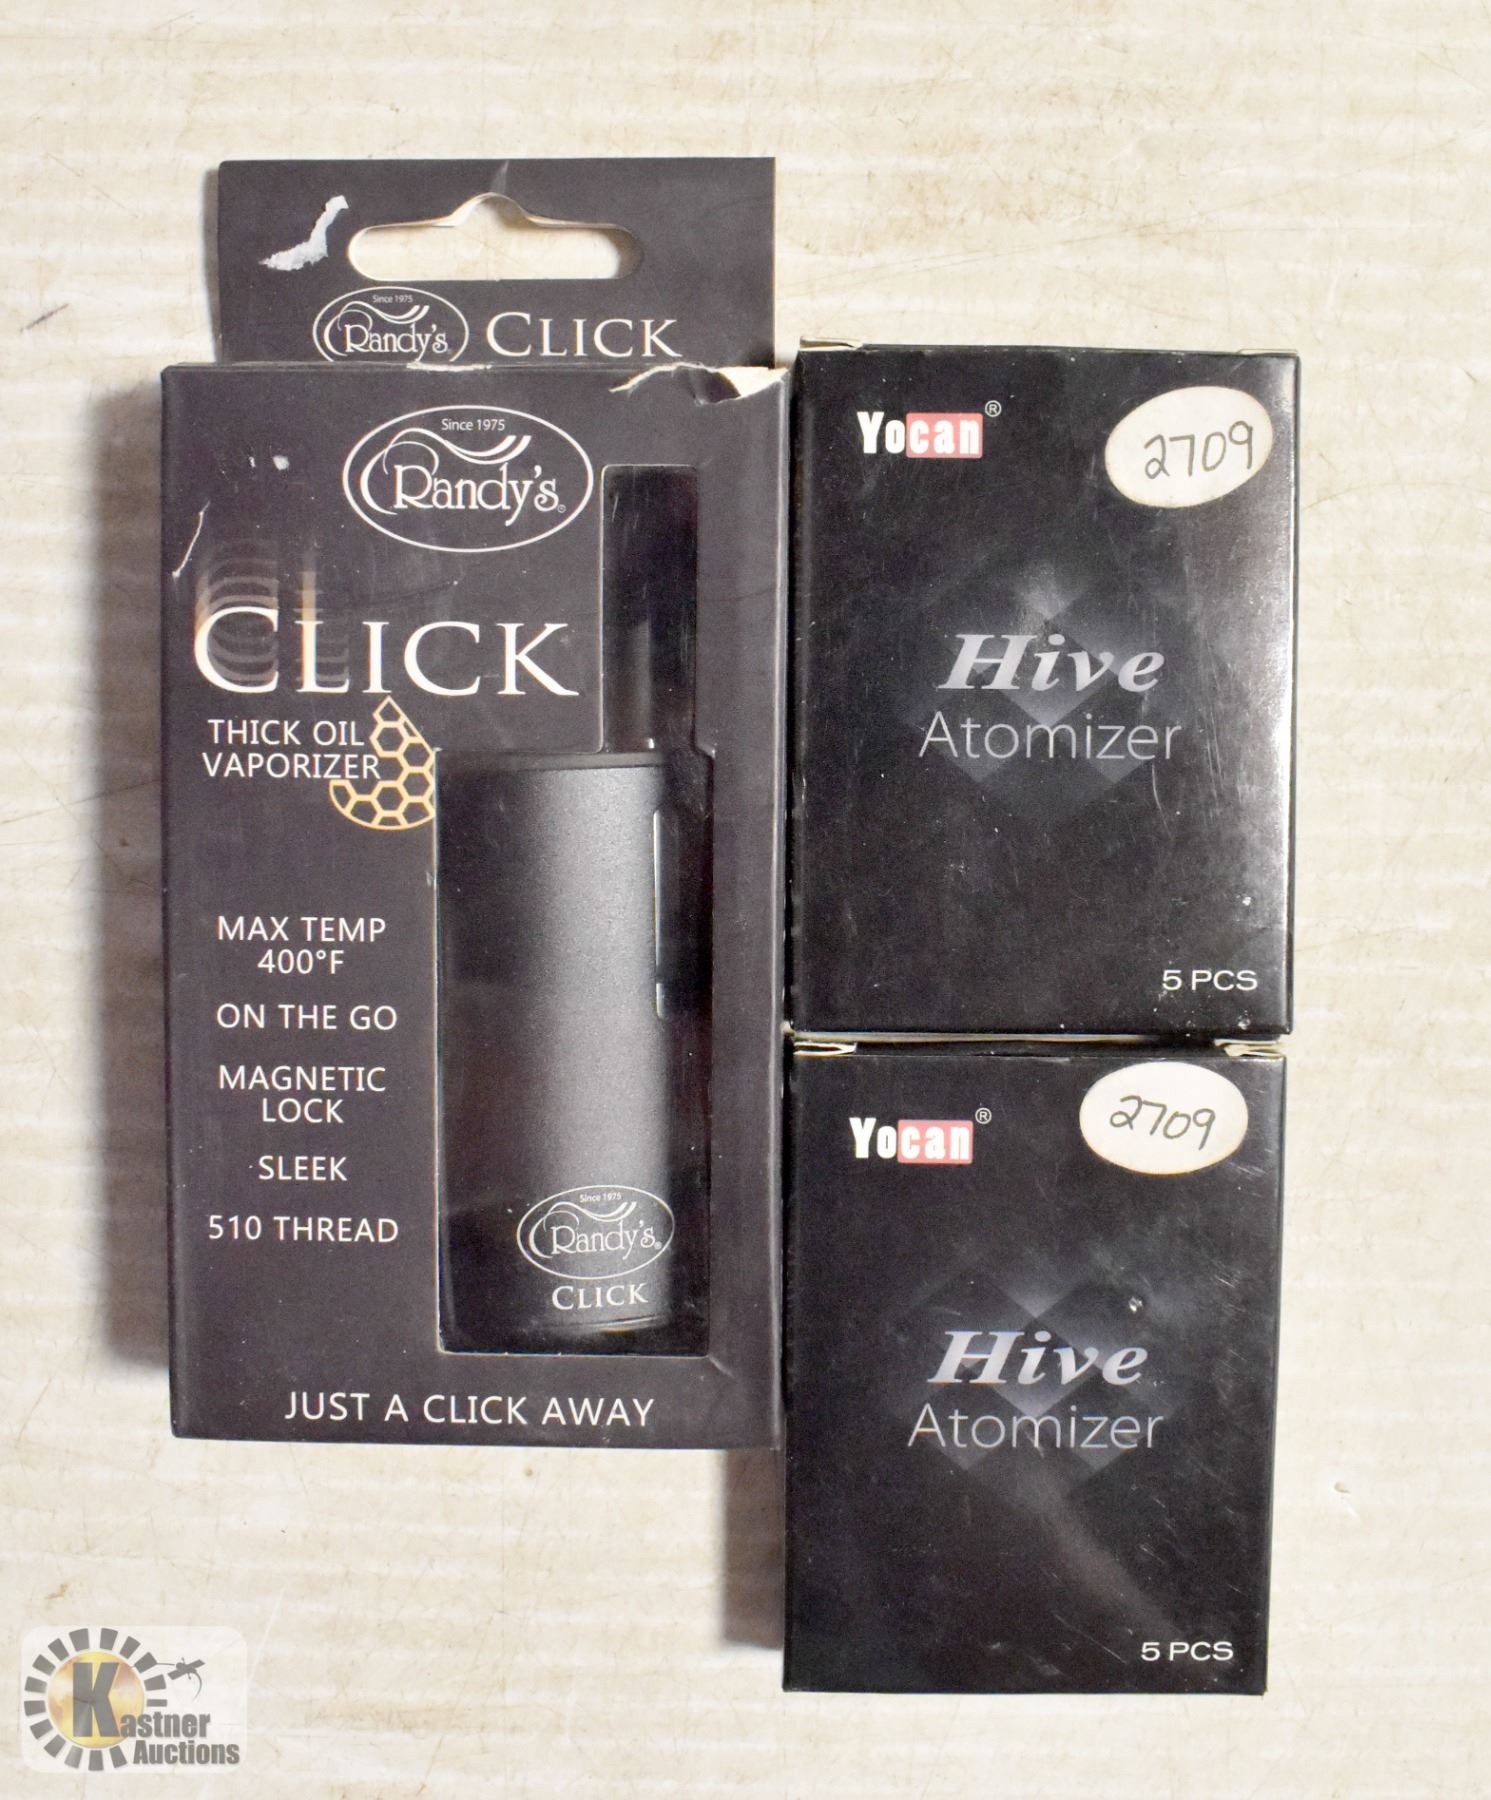 Since 1975
Randy's CLICK
Since 1975
Randy's®
CLICK
THICK OIL
VAPORIZER
MAX TEMP
400°F
ON THE GO
MAGNETIC
LOCK
SLEEK
510 THREAD
Since 1975
Randy's®
CLICK
JUST A CLICK AWAY
Yocan®
2709
Hive
Atomizer
5 PCS
Yocan®
2709
Hive
Atomizer
5 PCS
Kastner
Auctions